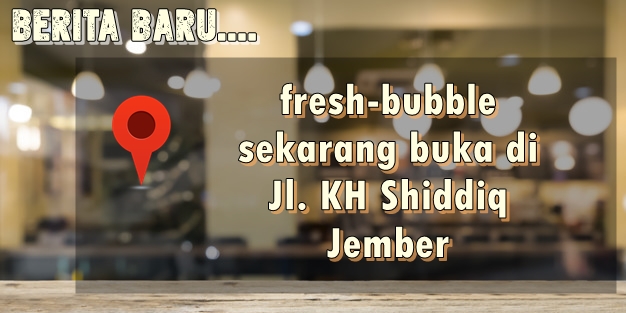 BERITA BARU....
fresh-bubble
sekarang buka di
Jl. KH Shiddiq
Jember